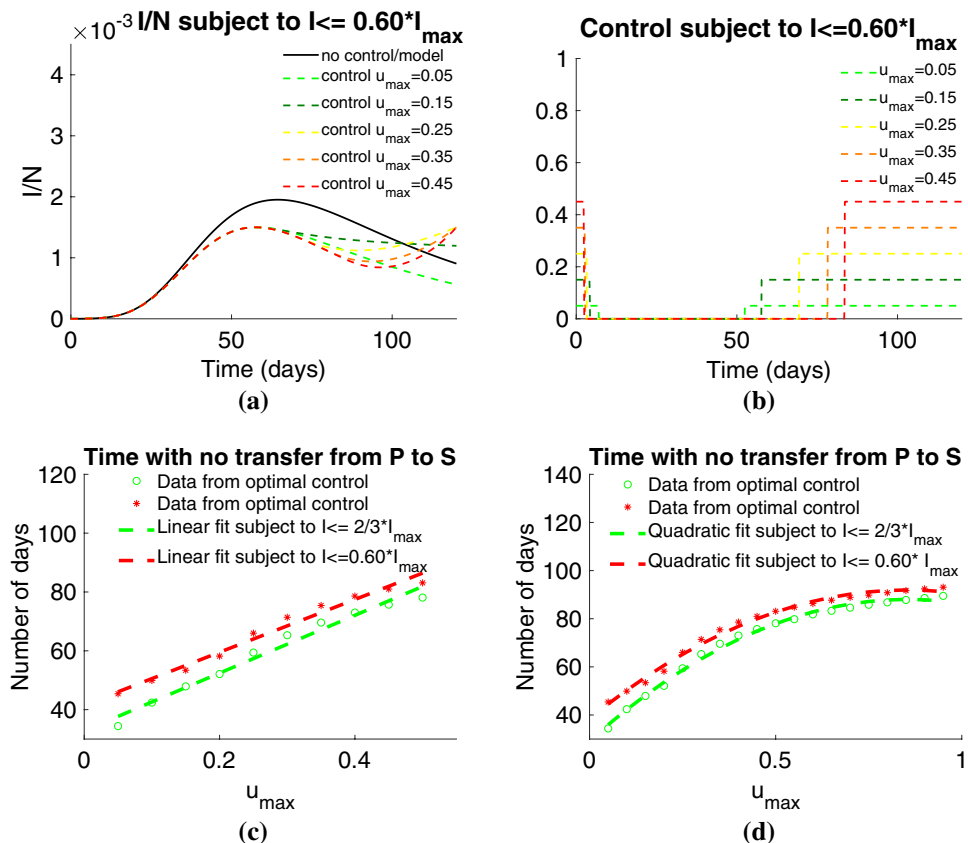 ×10⁻³ I/N subject to I<= 0.60*I_max
no control/model
control u_max=0.05
control u_max=0.15
control u_max=0.25
control u_max=0.35
control u_max=0.45
4
3
2
1
0
I/N
0 50 100
Time (days)
(a)
Control subject to I<=0.60*I_max
u_max=0.05
u_max=0.15
u_max=0.25
u_max=0.35
u_max=0.45
1
0.8
0.6
0.4
0.2
0
0 50 100
Time (days)
(b)
Time with no transfer from P to S
Data from optimal control
Data from optimal control
Linear fit subject to I<= 2/3*I_max
Linear fit subject to I<=0.60*I_max
120
100
80
60
40
Number of days
0 0.2 0.4
u_max
(c)
Time with no transfer from P to S
Data from optimal control
Data from optimal control
Quadratic fit subject to I<= 2/3*I_max
Quadratic fit subject to I<= 0.60* I_max
140
120
100
80
60
40
Number of days
0 0.5 1
u_max
(d)